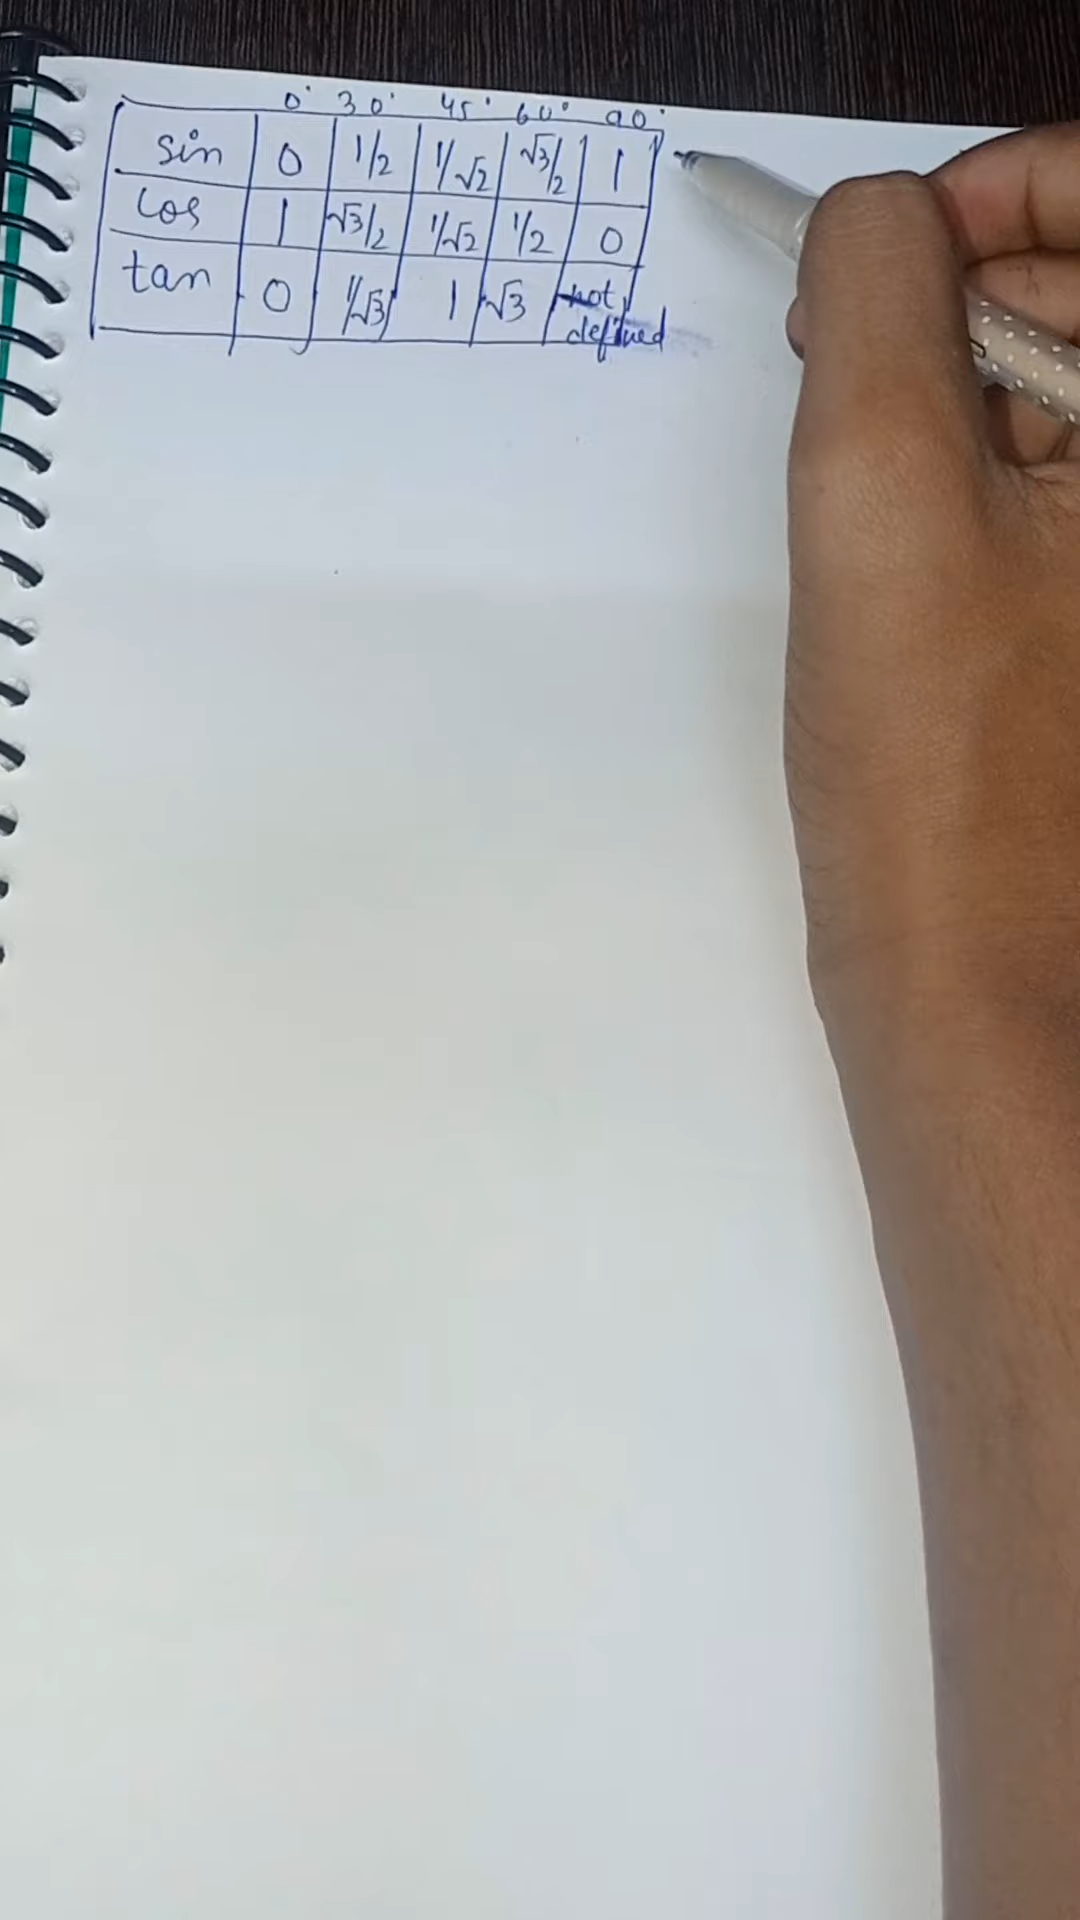 0° 30° 45° 60° 90°
sin 0 1/2 1/√2 √3/2 1
cos 1 √3/2 1/√2 1/2 0
tan 0 1/√3 1 √3 not defined